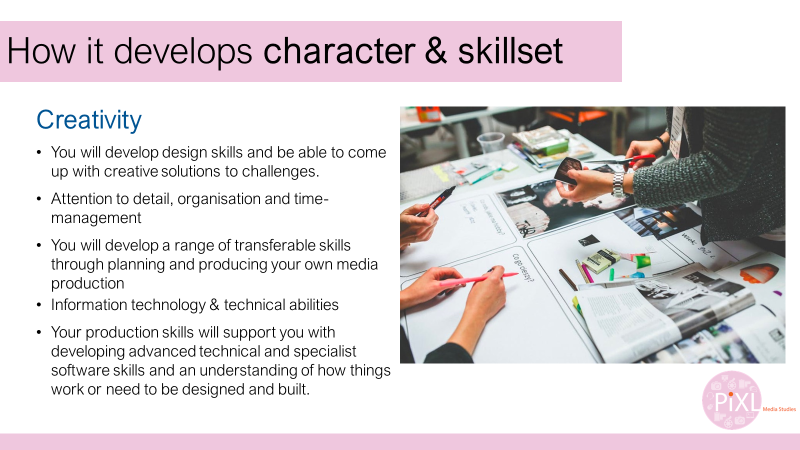 How it develops character & skillset
Creativity
• You will develop design skills and be able to come
up with creative solutions to challenges.
• Attention to detail, organisation and time-
management
• You will develop a range of transferable skills
through planning and producing your own media
production
• Information technology & technical abilities
• Your production skills will support you with
developing advanced technical and specialist
software skills and an understanding of how things
work or need to be designed and built.
PiXL
Media Studies